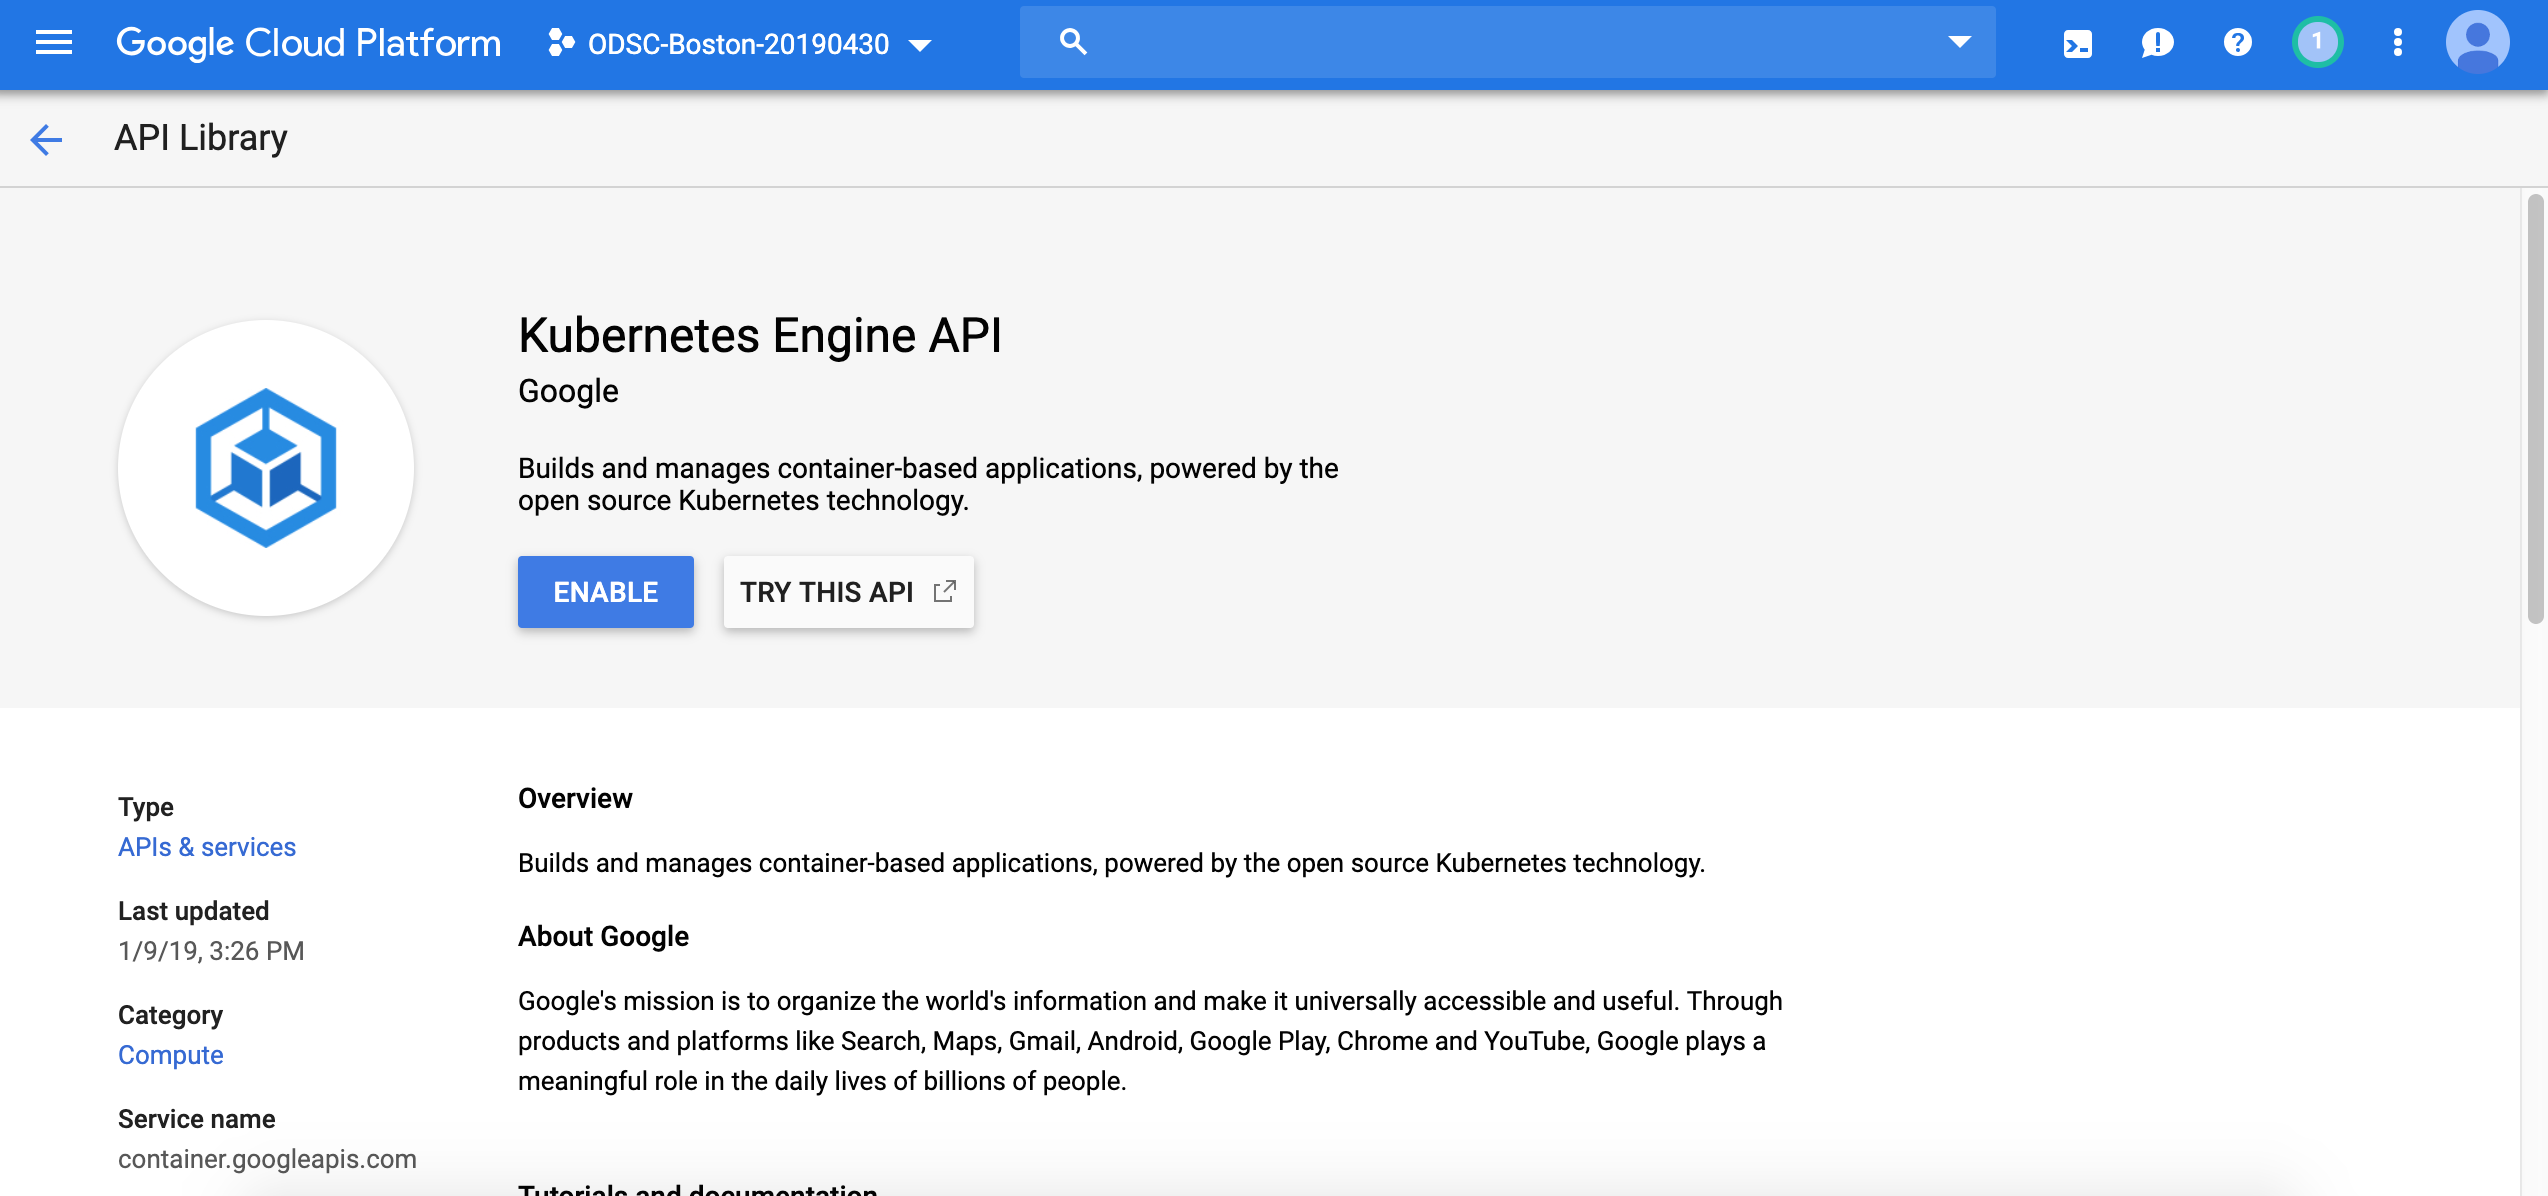 Google Cloud Platform
ODSC-Boston-20190430
1
API Library
Kubernetes Engine API
Google
Builds and manages container-based applications, powered by the
open source Kubernetes technology.
ENABLE
TRY THIS API
Type
APIs & services
Last updated
1/9/19, 3:26 PM
Category
Compute
Service name
container.googleapis.com
Overview
Builds and manages container-based applications, powered by the open source Kubernetes technology.
About Google
Google's mission is to organize the world's information and make it universally accessible and useful. Through
products and platforms like Search, Maps, Gmail, Android, Google Play, Chrome and YouTube, Google plays a
meaningful role in the daily lives of billions of people.
Tutorials and documentation